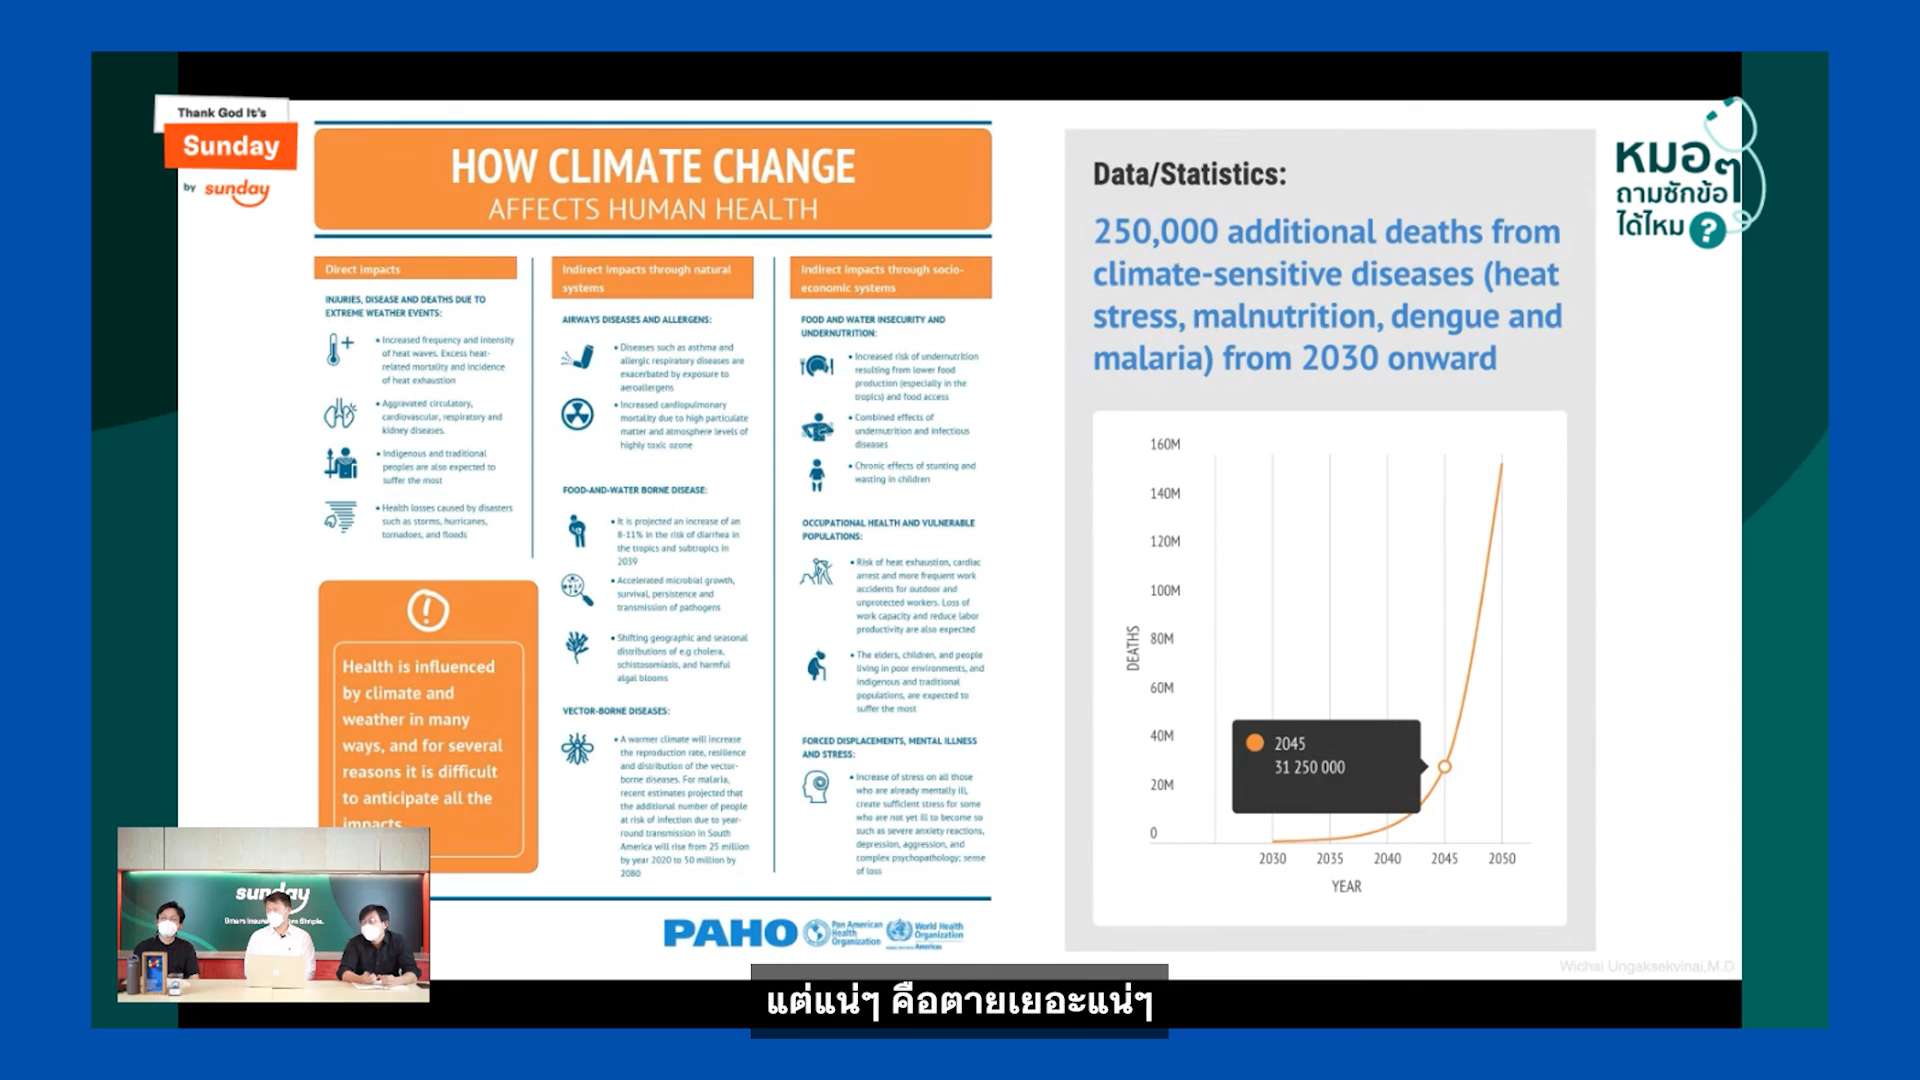 Thank God It's
Sunday
by sunday
HOW CLIMATE CHANGE
AFFECTS HUMAN HEALTH
Direct impacts
INJURIES, DISEASE AND DEATHS DUE TO
EXTREME WEATHER EVENTS:
• Increased frequency and intensity
of heat waves. Excess heat-
related mortality and incidence
of heat exhaustion
• Aggravated circulatory,
cardiovascular, respiratory and
kidney diseases.
• Indigenous and traditional
peoples are also expected to
suffer the most
• Health losses caused by disasters
such as storms, hurricanes,
tornadoes, and floods
Health is influenced
by climate and
weather in many
ways, and for several
reasons it is difficult
to anticipate all the
impacts
Indirect impacts through natural
systems
AIRWAYS DISEASES AND ALLERGENS:
• Diseases such as asthma and
allergic respiratory diseases are
exacerbated by exposure to
aeroallergens
• Increased cardiopulmonary
mortality due to high particulate
matter and atmosphere levels of
highly toxic ozone
FOOD-AND-WATER BORNE DISEASE:
• It is projected an increase of an
8-11% in the risk of diarrhea in
the tropics and subtropics in
2039
• Accelerated microbial growth,
survival, persistence and
transmission of pathogens
• Shifting geographic and seasonal
distributions of e.g cholera,
schistosomiasis, and harmful
algal blooms
VECTOR-BORNE DISEASES:
• A warmer climate will increase
the reproduction rate, resilience
and distribution of the vector-
borne diseases. For malaria,
recent estimates projected that
the additional number of people
at risk of infection due to year-
round transmission in South
America will rise from 25 million
by year 2020 to 50 million by
2080
Indirect impacts through socio-
economic systems
FOOD AND WATER INSECURITY AND
UNDERNUTRITION:
• Increased risk of undernutrition
resulting from lower food
production (especially in the
tropics) and food access
• Combined effects of
undernutrition and infectious
diseases
• Chronic effects of stunting and
wasting in children
OCCUPATIONAL HEALTH AND VULNERABLE
POPULATIONS:
• Risk of heat exhaustion, cardiac
arrest and more frequent work
accidents for outdoor and
unprotected workers. Loss of
work capacity and reduce labor
productivity are also expected
• The elders, children, and people
living in poor environments, and
indigenous and traditional
populations, are expected to
suffer the most
FORCED DISPLACEMENTS, MENTAL ILLNESS
AND STRESS:
• Increase of stress on all those
who are already mentally ill,
create sufficient stress for some
who are not yet ill to become so
such as severe anxiety reactions,
depression, aggression, and
complex psychopathology; sense
of loss
PAHO
Pan American
Health
Organization
World Health
Organization
Americas
Data/Statistics:
250,000 additional deaths from
climate-sensitive diseases (heat
stress, malnutrition, dengue and
malaria) from 2030 onward
160M
140M
120M
100M
80M
60M
40M
20M
0
DEATHS
2045
31 250 000
2030 2035 2040 2045 2050
YEAR
หมอๆ
ถามซักข้อ
ได้ไหม ?
Wichai Ungaksekvinai,M.D
sunday
แต่แน่ๆ คือตายเยอะแน่ๆ